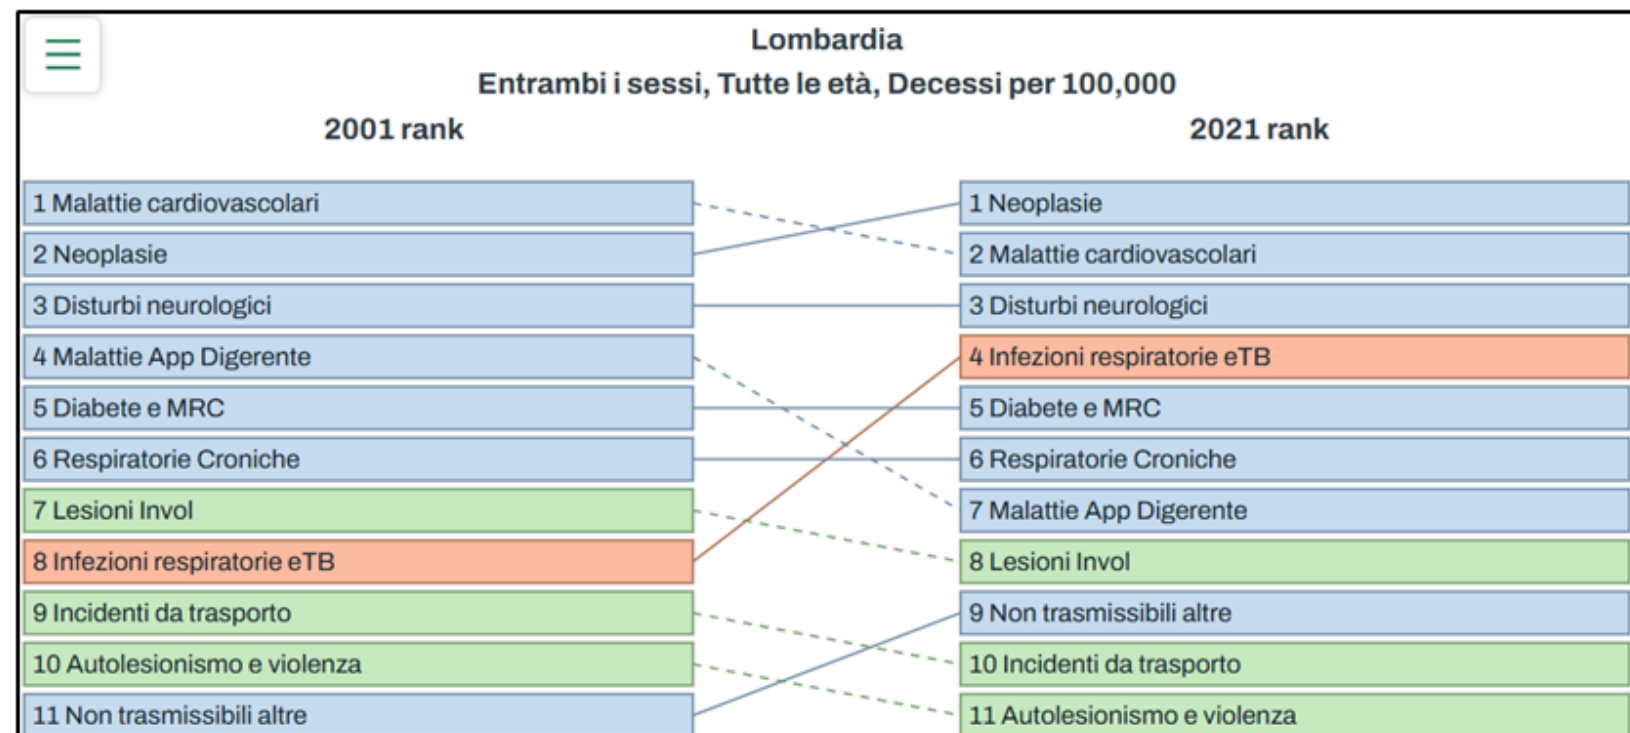 Lombardia
Entrambi i sessi, Tutte le età, Decessi per 100,000
2001 rank
2021 rank
1 Malattie cardiovascolari
1 Neoplasie
2 Neoplasie
2 Malattie cardiovascolari
3 Disturbi neurologici
3 Disturbi neurologici
4 Malattie App Digerente
4 Infezioni respiratorie eTB
5 Diabete e MRC
5 Diabete e MRC
6 Respiratorie Croniche
6 Respiratorie Croniche
7 Lesioni Invol
7 Malattie App Digerente
8 Infezioni respiratorie eTB
8 Lesioni Invol
9 Incidenti da trasporto
9 Non trasmissibili altre
10 Autolesionismo e violenza
10 Incidenti da trasporto
11 Non trasmissibili altre
11 Autolesionismo e violenza